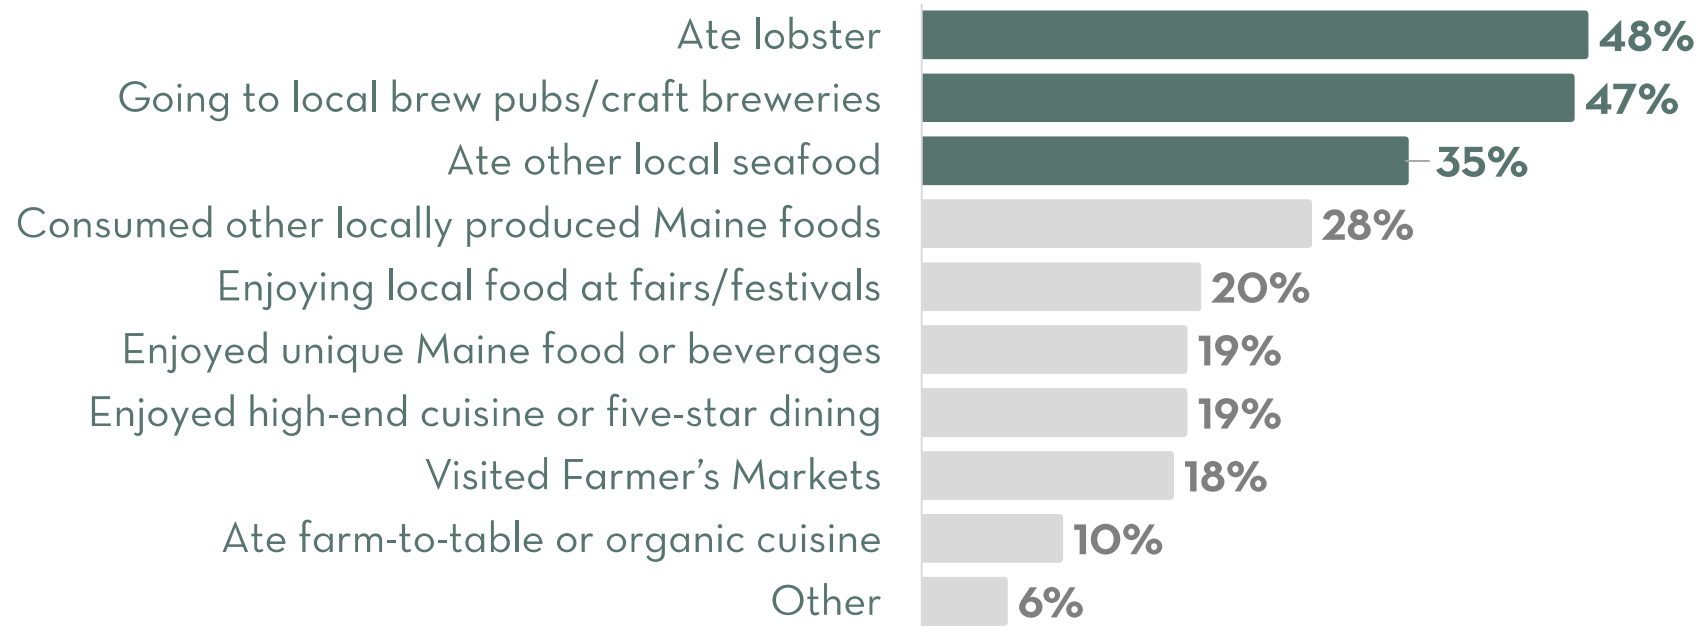 Ate lobster 48%
Going to local brew pubs/craft breweries 47%
Ate other local seafood 35%
Consumed other locally produced Maine foods 28%
Enjoying local food at fairs/festivals 20%
Enjoyed unique Maine food or beverages 19%
Enjoyed high-end cuisine or five-star dining 19%
Visited Farmer’s Markets 18%
Ate farm-to-table or organic cuisine 10%
Other 6%